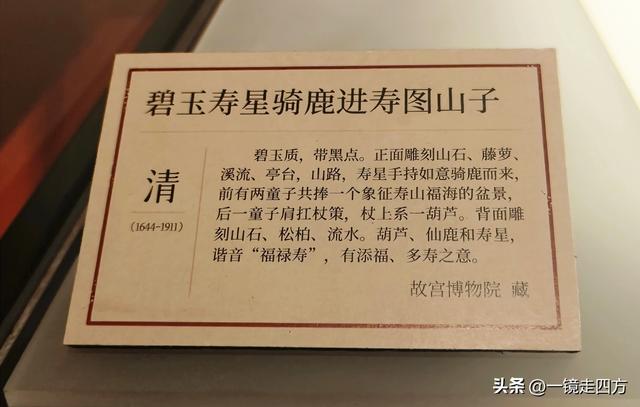 碧玉寿星骑鹿进寿图山子
清
(1644-1911)
碧玉质，带黑点。正面雕刻山石、藤萝、
溪流、亭台，山路，寿星手持如意骑鹿而来，
前有两童子共捧一个象征寿山福海的盆景，
后一童子肩扛杖策，杖上系一葫芦。背面雕
刻山石、松柏、流水。葫芦、仙鹿和寿星，
谐音“福禄寿”，有添福、多寿之意。
故宫博物院 藏
头条 @一镜走四方